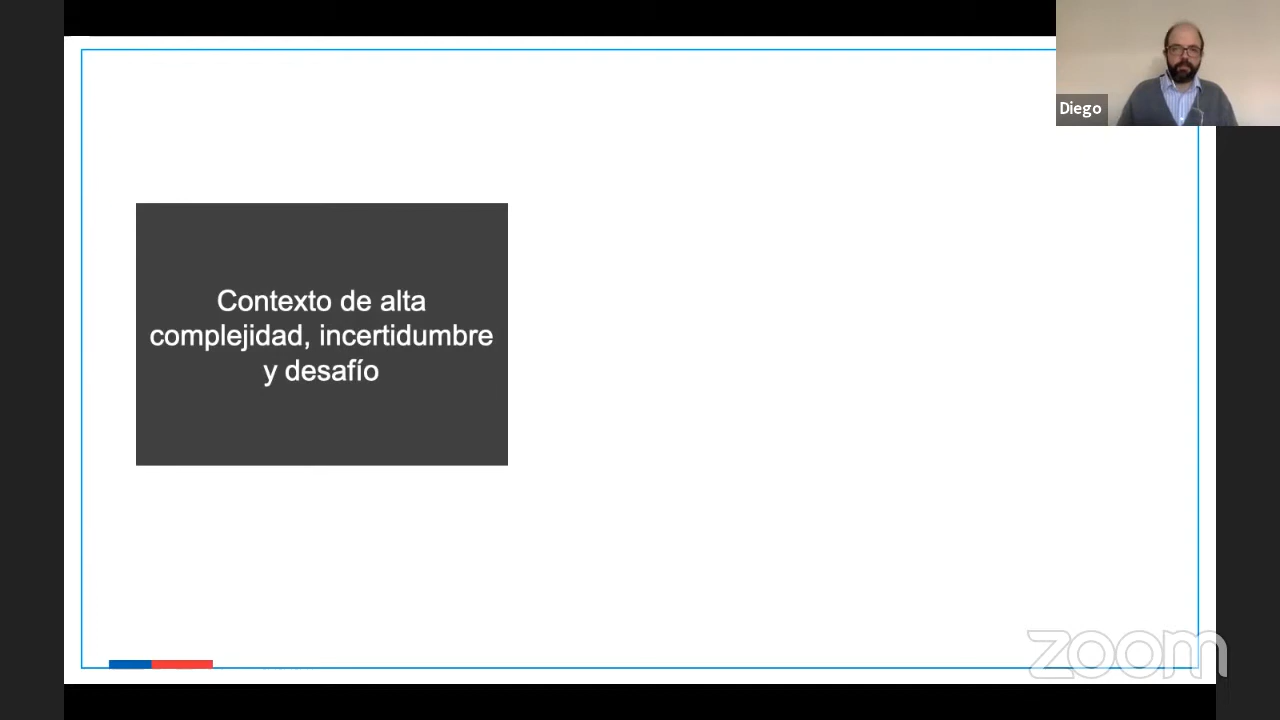 Diego
Contexto de alta
complejidad, incertidumbre
y desafío
zoom